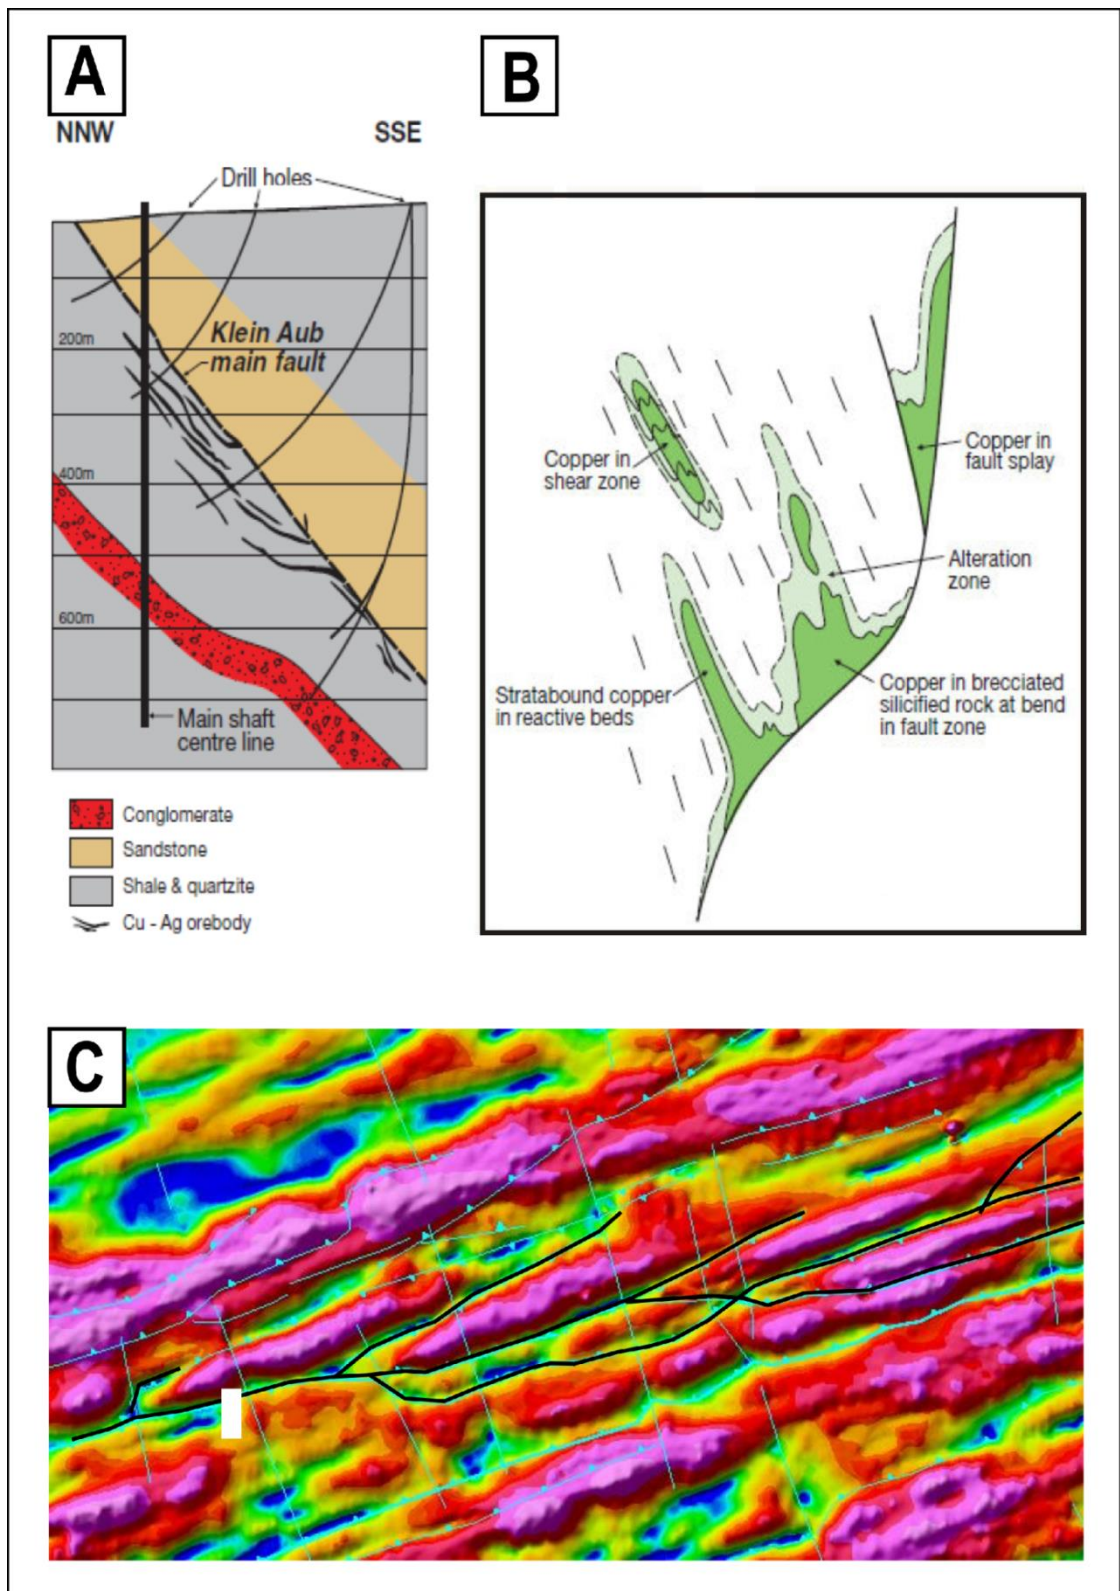 A
NNW
SSE
Drill holes
Klein Aub
main fault
200m
400m
600m
Main shaft
centre line
Conglomerate
Sandstone
Shale & quartzite
Cu - Ag orebody
B
Copper in
shear zone
Copper in
fault splay
Alteration
zone
Stratabound copper
in reactive beds
Copper in brecciated
silicified rock at bend
in fault zone
C